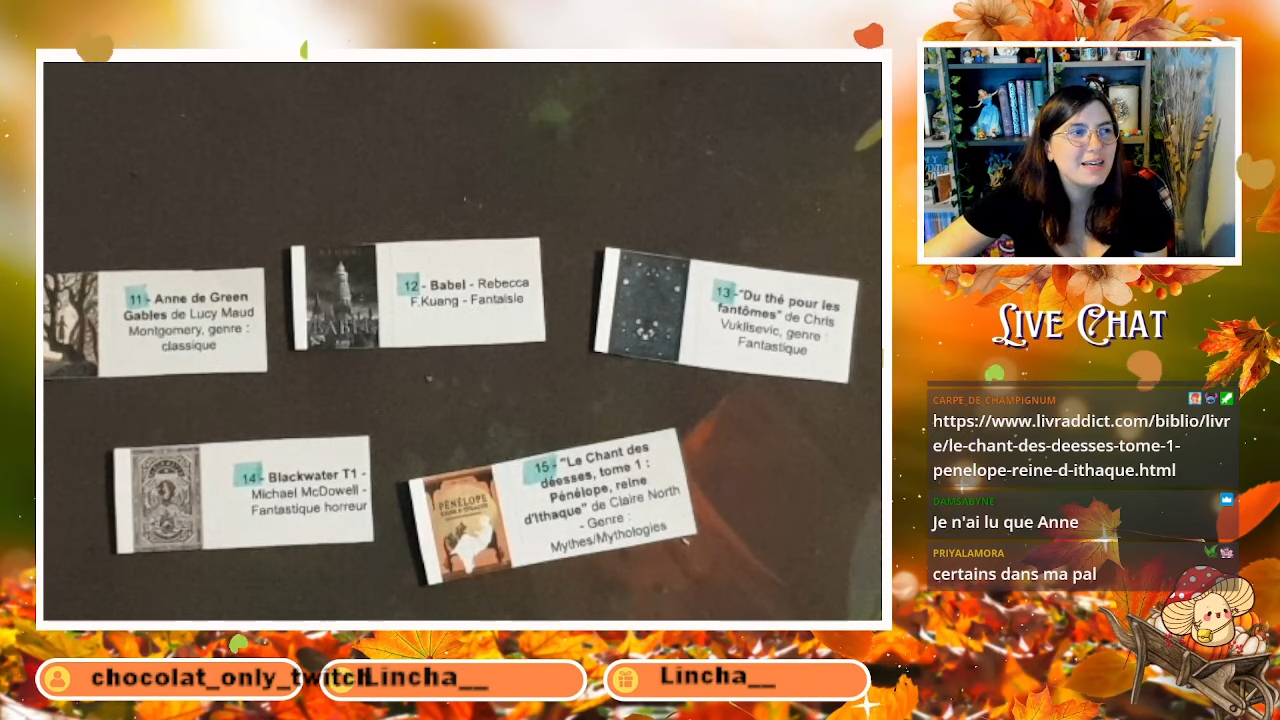 11 - Anne de Green
Gables de Lucy Maud
Montgomery, genre :
classique
12 - Babel - Rebecca
F.Kuang - Fantaisie
BABEL
13 -"Du thé pour les
fantômes" de Chris
Vuklisevic, genre :
Fantastique
14 - Blackwater T1 -
Michael McDowell -
Fantastique horreur
PÉNÉLOPE
REINE D'ITHAQUE
15 - "Le Chant des
déesses, tome 1 :
Pénélope, reine
d'Ithaque" de Claire North
- Genre :
Mythes/Mythologies
LIVE CHAT
CARPE DE CHAMPIGNUM
https://www.livraddict.com/biblio/livr
e/le-chant-des-deesses-tome-1-
penelope-reine-d-ithaque.html
DAMSABYNE
Je n'ai lu que Anne
PRIYALAMORA
certains dans ma pal
chocolat_only_twitch
Lincha__
Lincha__